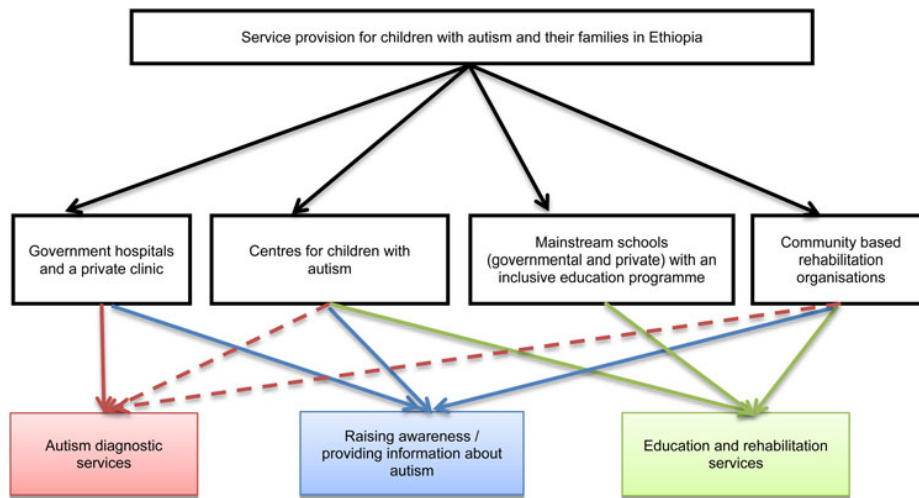 Service provision for children with autism and their families in Ethiopia
Government hospitals
and a private clinic
Centres for children with
autism
Mainstream schools
(governmental and private) with an
inclusive education programme
Community based
rehabilitation
organisations
Autism diagnostic
services
Raising awareness /
providing information about
autism
Education and rehabilitation
services